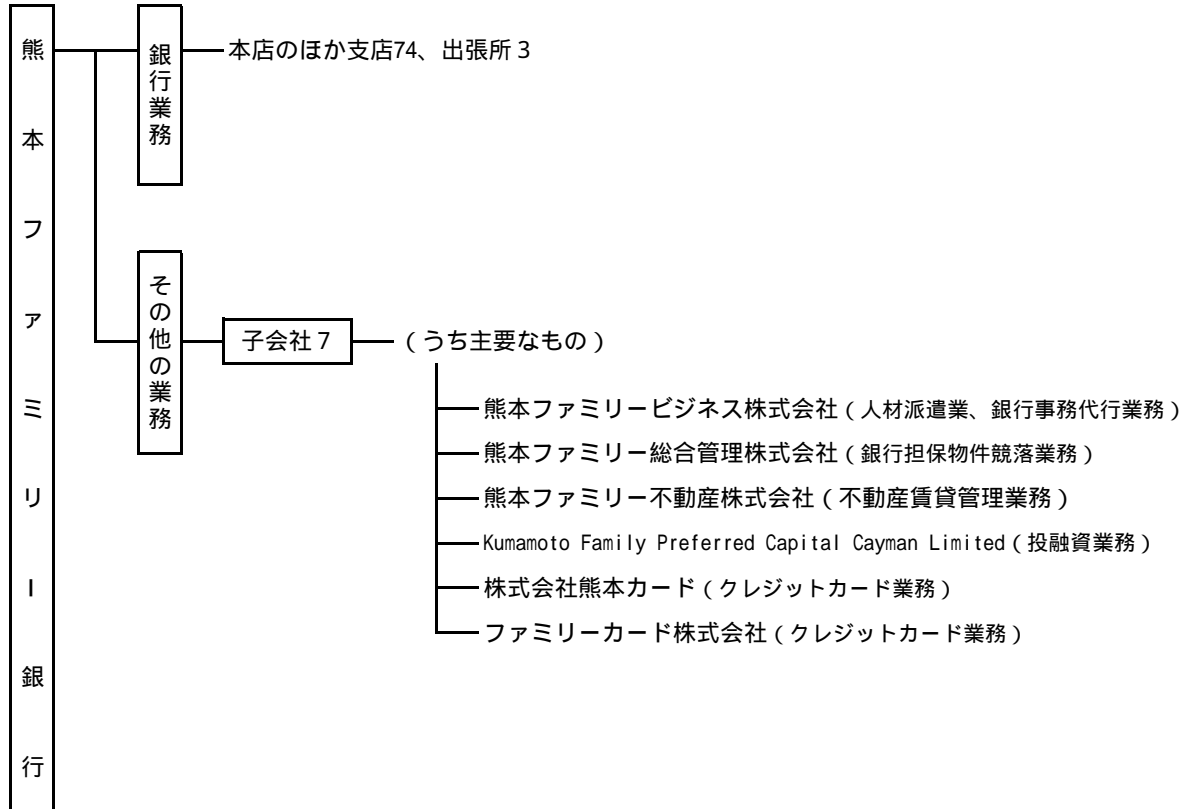 熊本ファミリー銀行
銀行業務
本店のほか支店74、出張所３
その他の業務
子会社７
（うち主要なもの）
熊本ファミリービジネス株式会社（人材派遣業、銀行事務代行業務）
熊本ファミリー総合管理株式会社（銀行担保物件競落業務）
熊本ファミリー不動産株式会社（不動産賃貸管理業務）
Kumamoto Family Preferred Capital Cayman Limited（投融資業務）
株式会社熊本カード（クレジットカード業務）
ファミリーカード株式会社（クレジットカード業務）